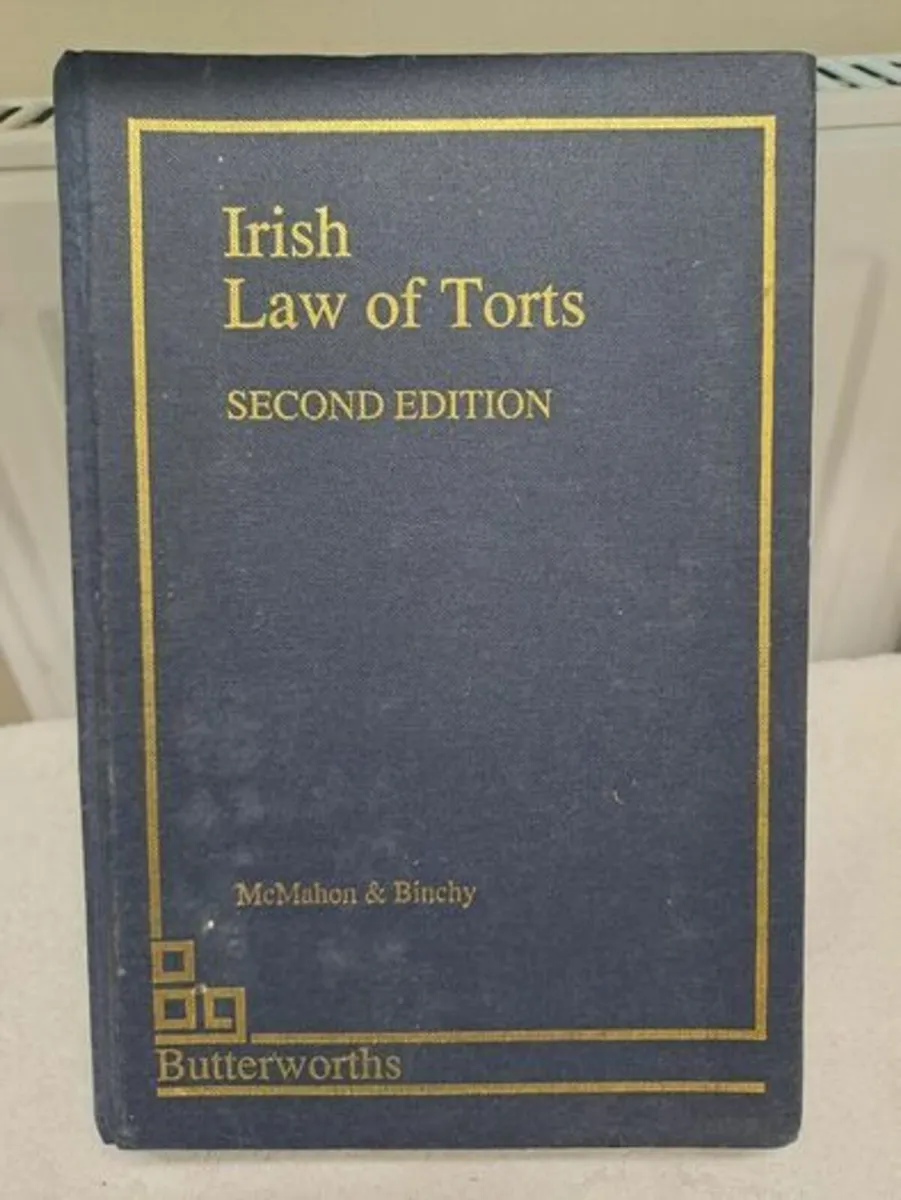 Irish
Law of Torts
SECOND EDITION
McMahon & Binchy
Butterworths